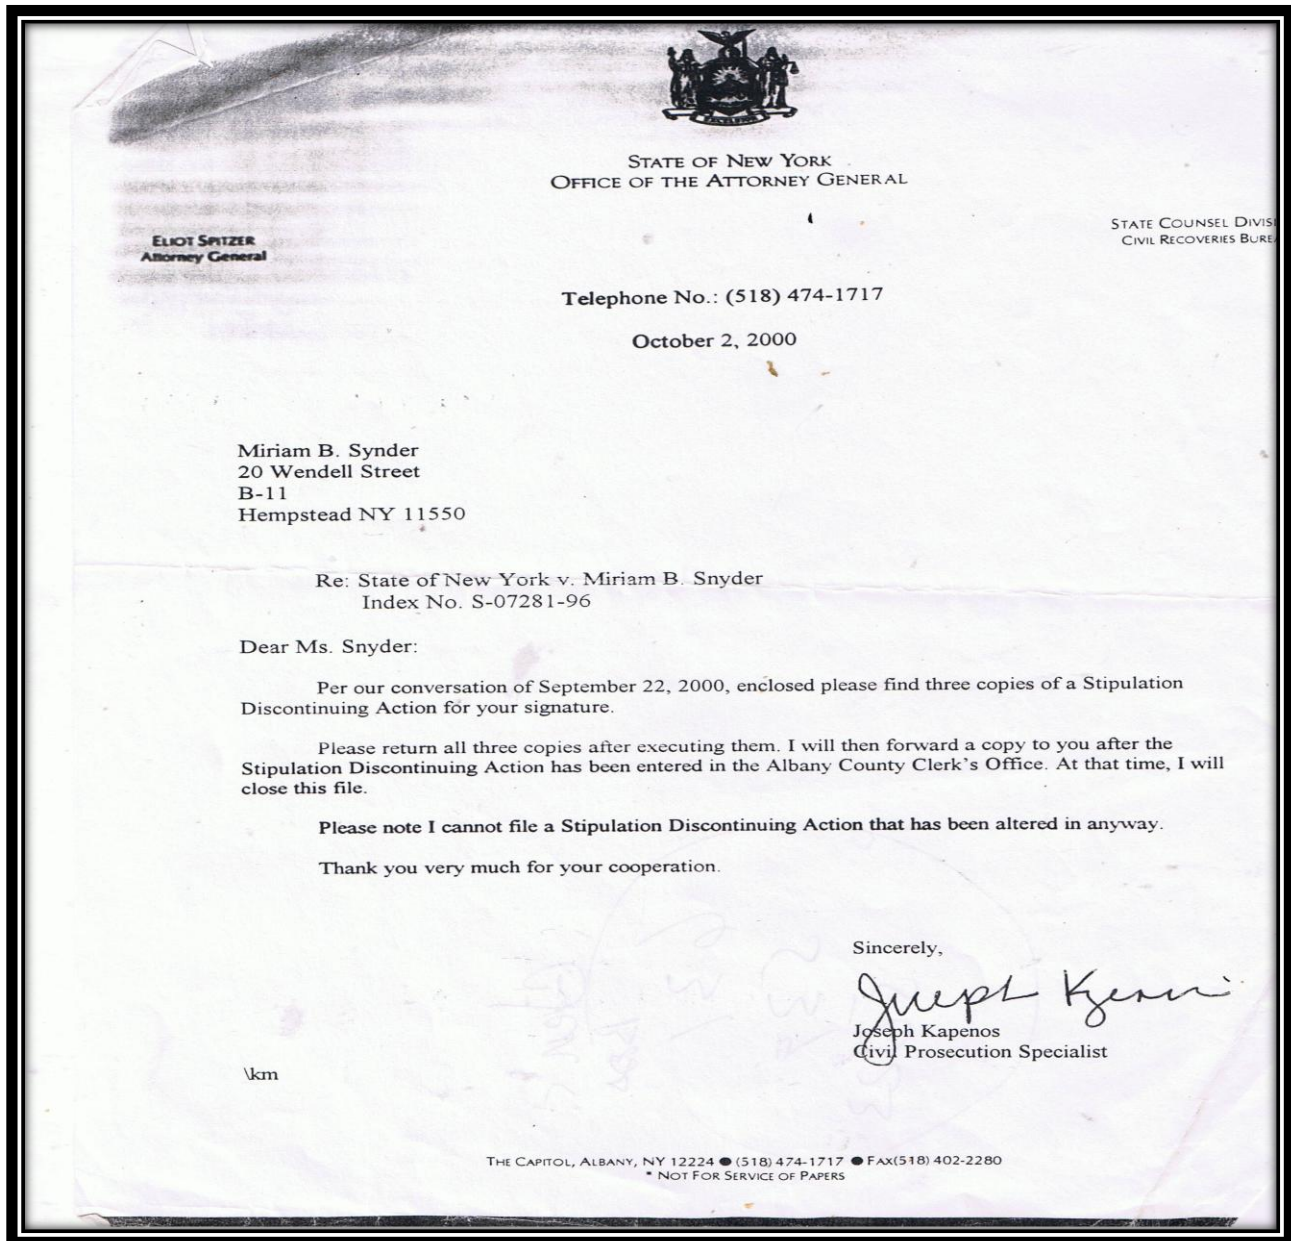 STATE OF NEW YORK
OFFICE OF THE ATTORNEY GENERAL
ELIOT SPITZER
Attorney General
STATE COUNSEL
CIVIL RECOVERIES
Telephone No.: (518) 474-1717
October 2, 2000
Miriam B. Synder
20 Wendell Street
B-11
Hempstead NY 11550
Re: State of New York v. Miriam B. Snyder
Index No. S-07281-96
Dear Ms. Snyder:
Per our conversation of September 22, 2000, enclosed please find three copies of a Stipulation
Discontinuing Action for your signature.
Please return all three copies after executing them. I will then forward a copy to you after the
Stipulation Discontinuing Action has been entered in the Albany County Clerk's Office. At that time, I will
close this file.
Please note I cannot file a Stipulation Discontinuing Action that has been altered in anyway.
Thank you very much for your cooperation.
Sincerely,
Joseph Kapenos
Civil Prosecution Specialist
\km
THE CAPITOL, ALBANY, NY 12224 ● (518) 474-1717 ● FAX(518) 402-2280
* NOT FOR SERVICE OF PAPERS